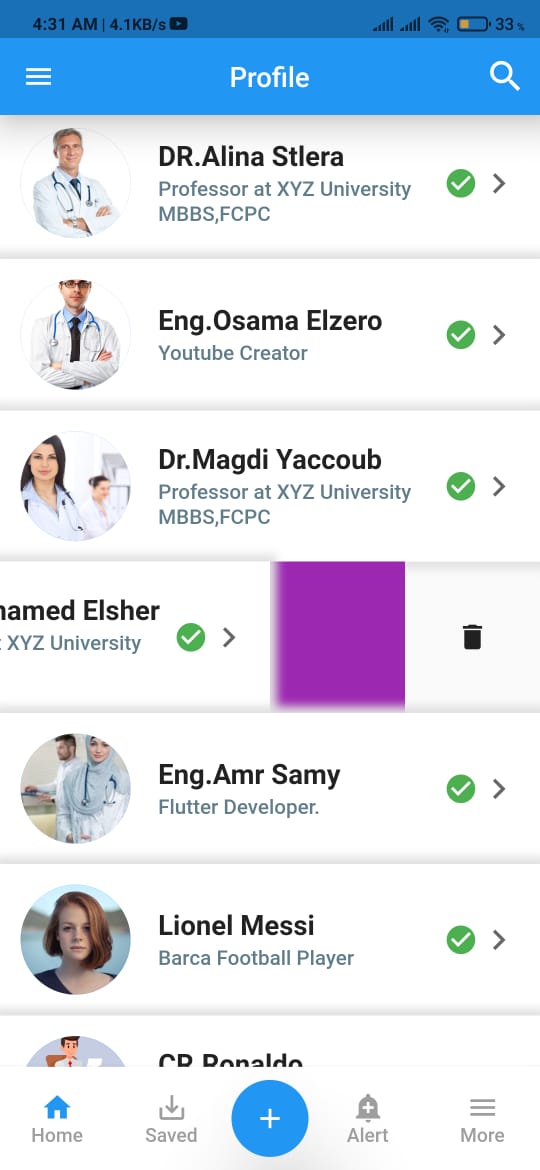 4:31 AM | 4.1KB/s
33 %
Profile
DR.Alina Stlera
Professor at XYZ University
MBBS,FCPC
Eng.Osama Elzero
Youtube Creator
Dr.Magdi Yaccoub
Professor at XYZ University
MBBS,FCPC
named Elsher
XYZ University
Eng.Amr Samy
Flutter Developer.
Lionel Messi
Barca Football Player
CR Ronaldo
Home
Saved
Alert
More